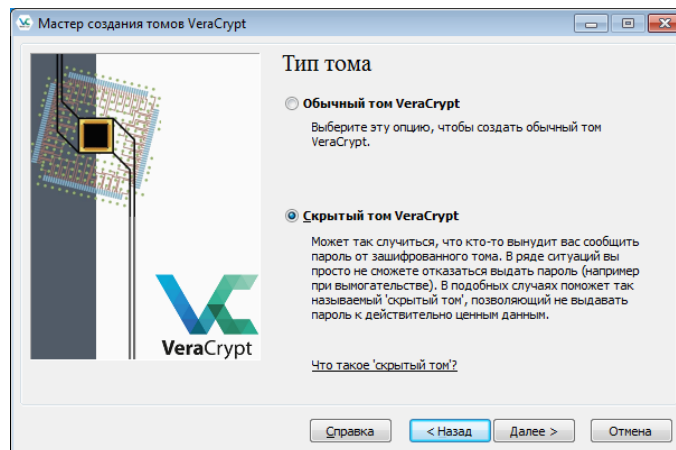 Мастер создания томов VeraCrypt
Тип тома
Обычный том VeraCrypt
Выберите эту опцию, чтобы создать обычный том
VeraCrypt.
Скрытый том VeraCrypt
Может так случиться, что кто-то вынудит вас сообщить
пароль от зашифрованного тома. В ряде ситуаций вы
просто не сможете отказаться выдать пароль (например
при вымогательстве). В подобных случаях поможет так
называемый 'скрытый том', позволяющий не выдавать
пароль к действительно ценным данным.
VeraCrypt
Что такое 'скрытый том'?
Справка
< Назад
Далее >
Отмена